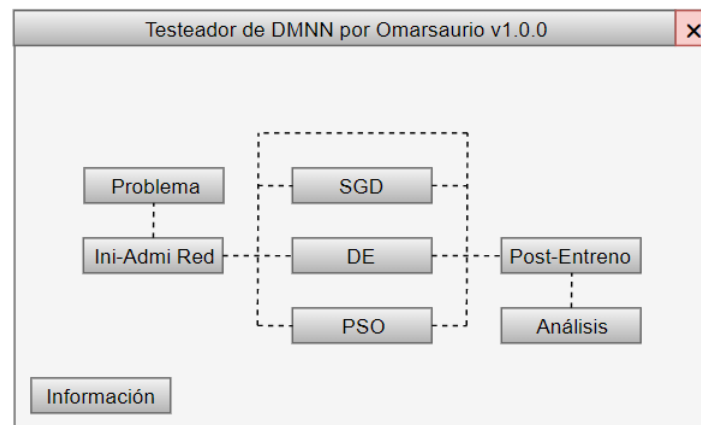 Testeador de DMNN por Omarsaurio v1.0.0
×
Problema
SGD
Ini-Admi Red
DE
Post-Entreno
PSO
Análisis
Información